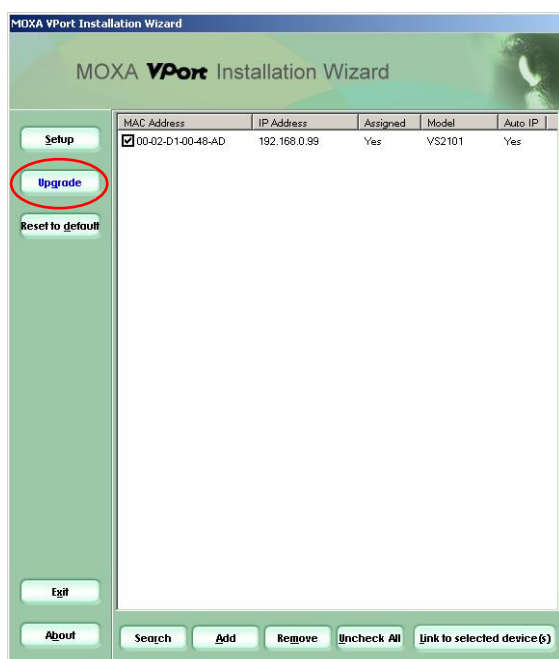 MOXA VPort Installation Wizard
MOXA VPort Installation Wizard
MAC Address IP Address Assigned Model Auto IP
00-02-D1-00-48-AD 192.168.0.99 Yes VS2101 Yes
Setup
Upgrade
Reset to default
Exit
About
Search Add Remove Uncheck All Link to selected device(s)